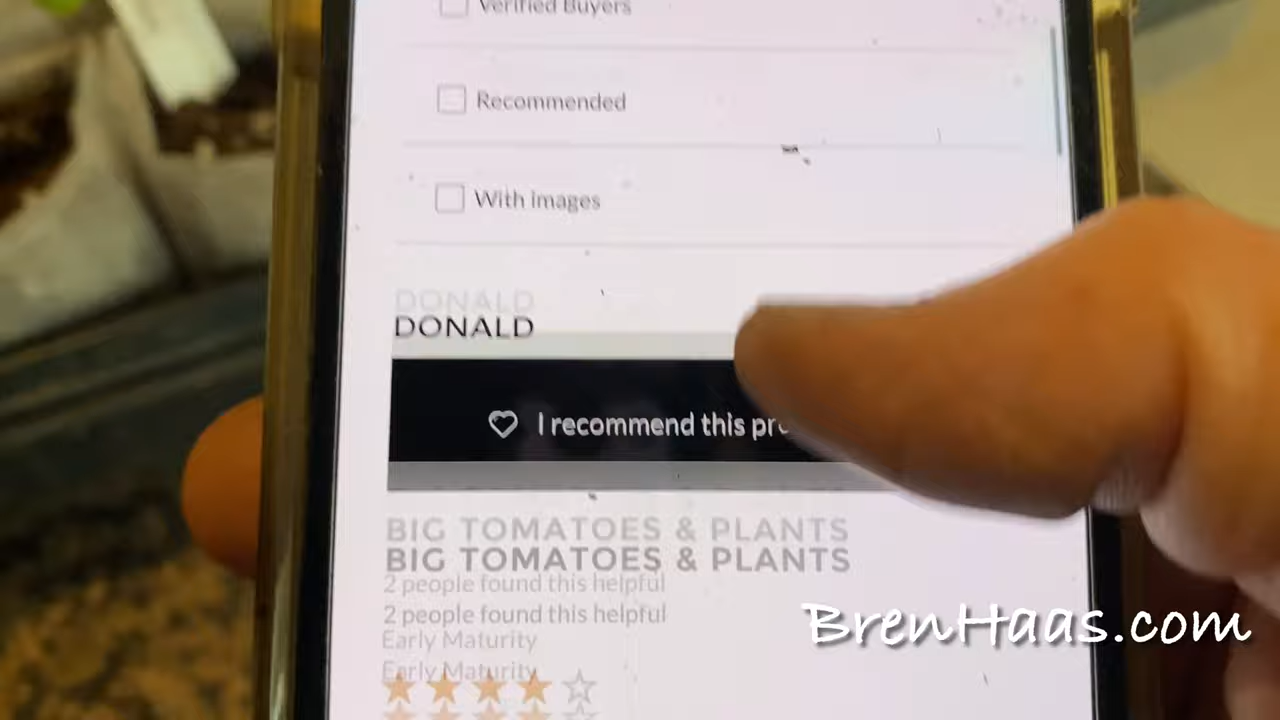 Verified Buyers
Recommended
With Images
DONALD
DONALD
I recommend this pro
BIG TOMATOES & PLANTS
BIG TOMATOES & PLANTS
2 people found this helpful
2 people found this helpful
Early Maturity
Early Maturity
BrenHaas.com